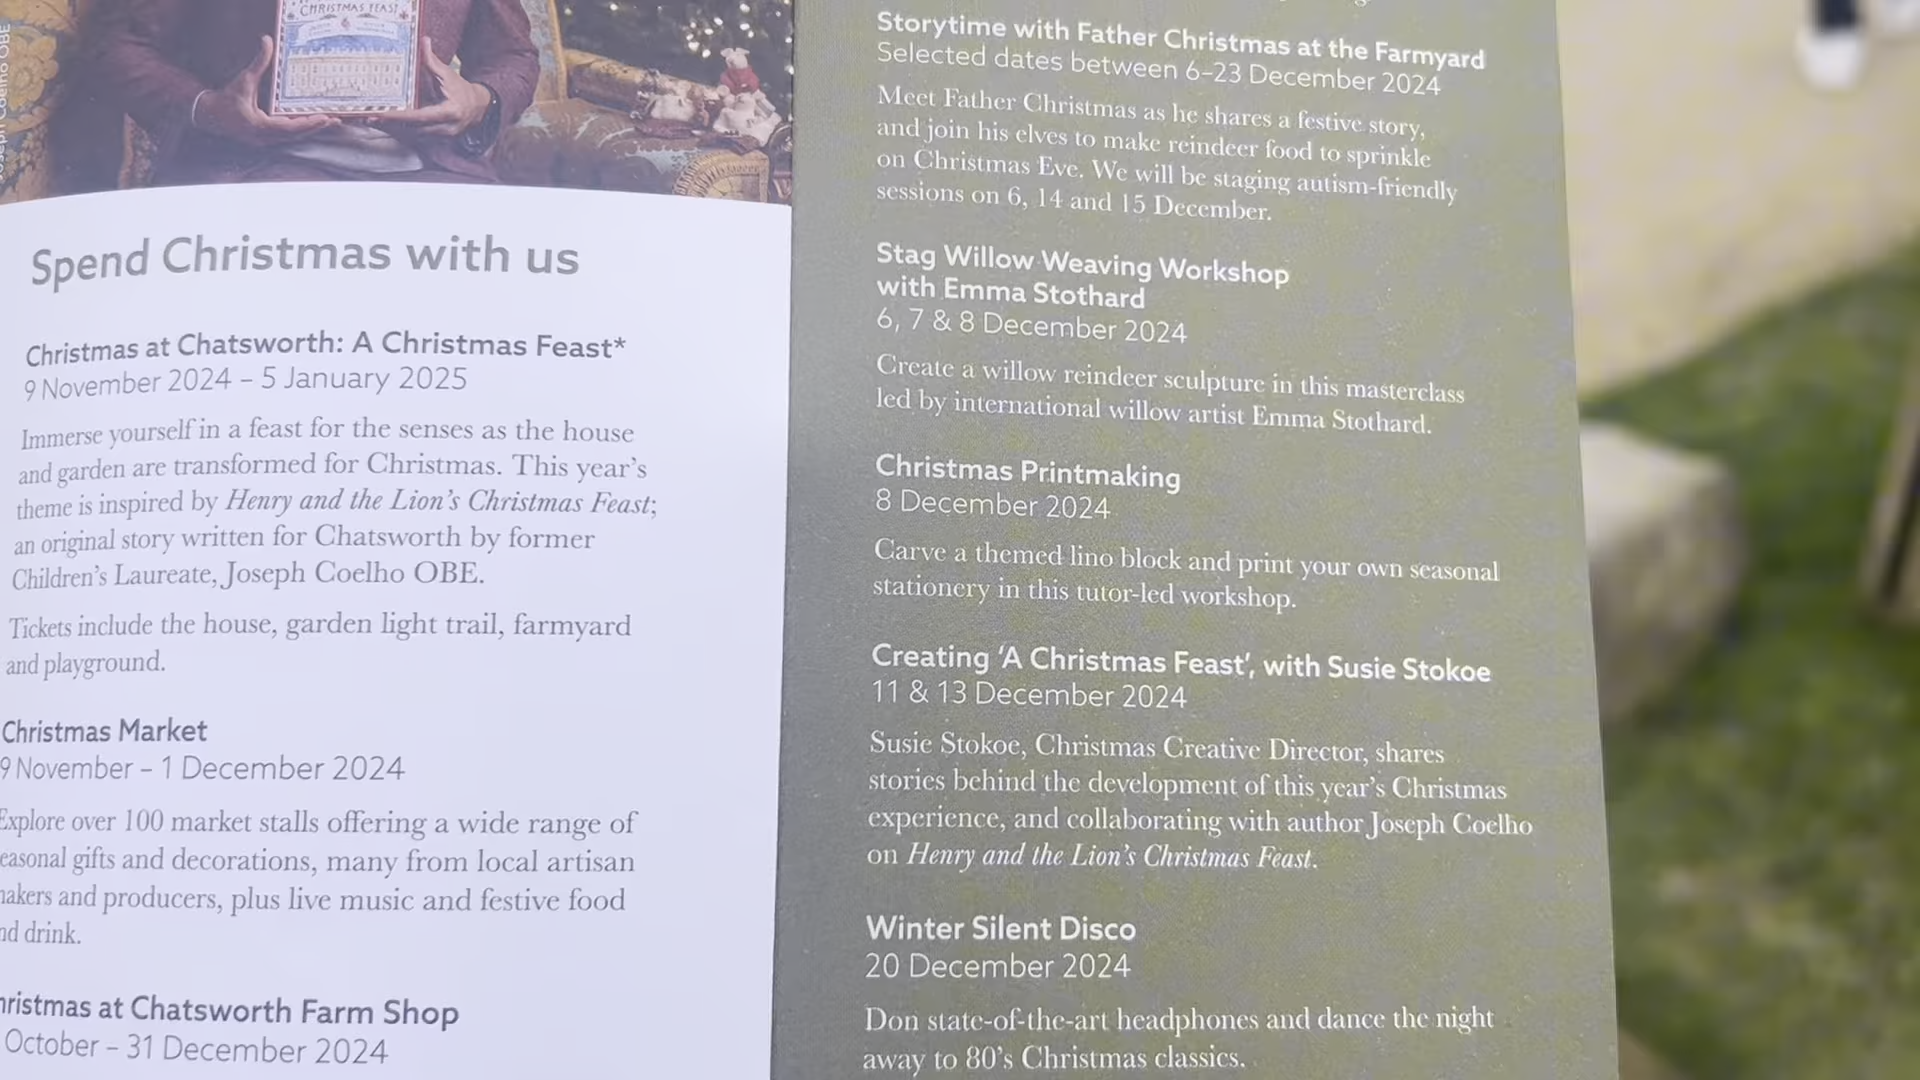 CHRISTMAS FEAST
Joseph Coelho OBE
Spend Christmas with us
Christmas at Chatsworth: A Christmas Feast*
9 November 2024 – 5 January 2025
Immerse yourself in a feast for the senses as the house
and garden are transformed for Christmas. This year’s
theme is inspired by Henry and the Lion’s Christmas Feast;
an original story written for Chatsworth by former
Children’s Laureate, Joseph Coelho OBE.
Tickets include the house, garden light trail, farmyard
and playground.
Christmas Market
9 November – 1 December 2024
Explore over 100 market stalls offering a wide range of
easonal gifts and decorations, many from local artisan
akers and producers, plus live music and festive food
nd drink.
hristmas at Chatsworth Farm Shop
October – 31 December 2024
Storytime with Father Christmas at the Farmyard
Selected dates between 6–23 December 2024
Meet Father Christmas as he shares a festive story,
and join his elves to make reindeer food to sprinkle
on Christmas Eve. We will be staging autism-friendly
sessions on 6, 14 and 15 December.
Stag Willow Weaving Workshop
with Emma Stothard
6, 7 & 8 December 2024
Create a willow reindeer sculpture in this masterclass
led by international willow artist Emma Stothard.
Christmas Printmaking
8 December 2024
Carve a themed lino block and print your own seasonal
stationery in this tutor-led workshop.
Creating ‘A Christmas Feast’, with Susie Stokoe
11 & 13 December 2024
Susie Stokoe, Christmas Creative Director, shares
stories behind the development of this year’s Christmas
experience, and collaborating with author Joseph Coelho
on Henry and the Lion’s Christmas Feast.
Winter Silent Disco
20 December 2024
Don state-of-the-art headphones and dance the night
away to 80’s Christmas classics.